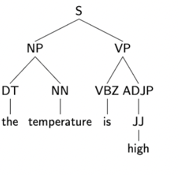 S
NP VP
DT NN VBZ ADJP
the temperature is JJ
high